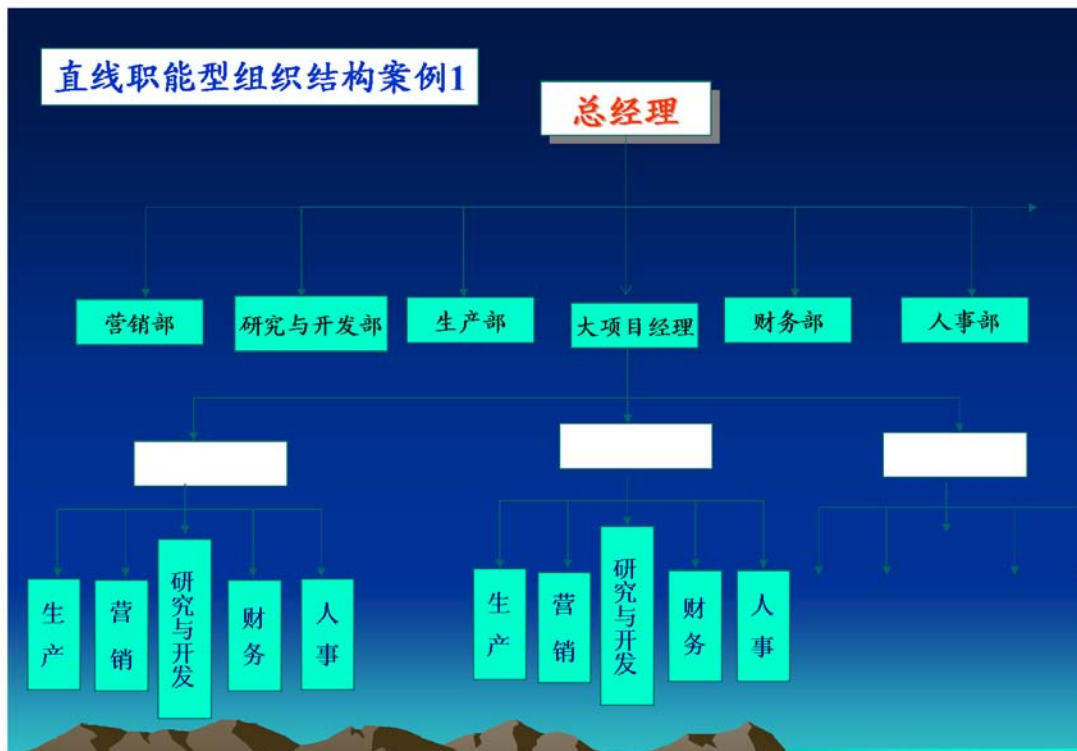 直线职能型组织结构案例1
总经理
营销部
研究与开发部
生产部
大项目经理
财务部
人事部
生产
营销
研究与开发
财务
人事
生产
营销
研究与开发
财务
人事